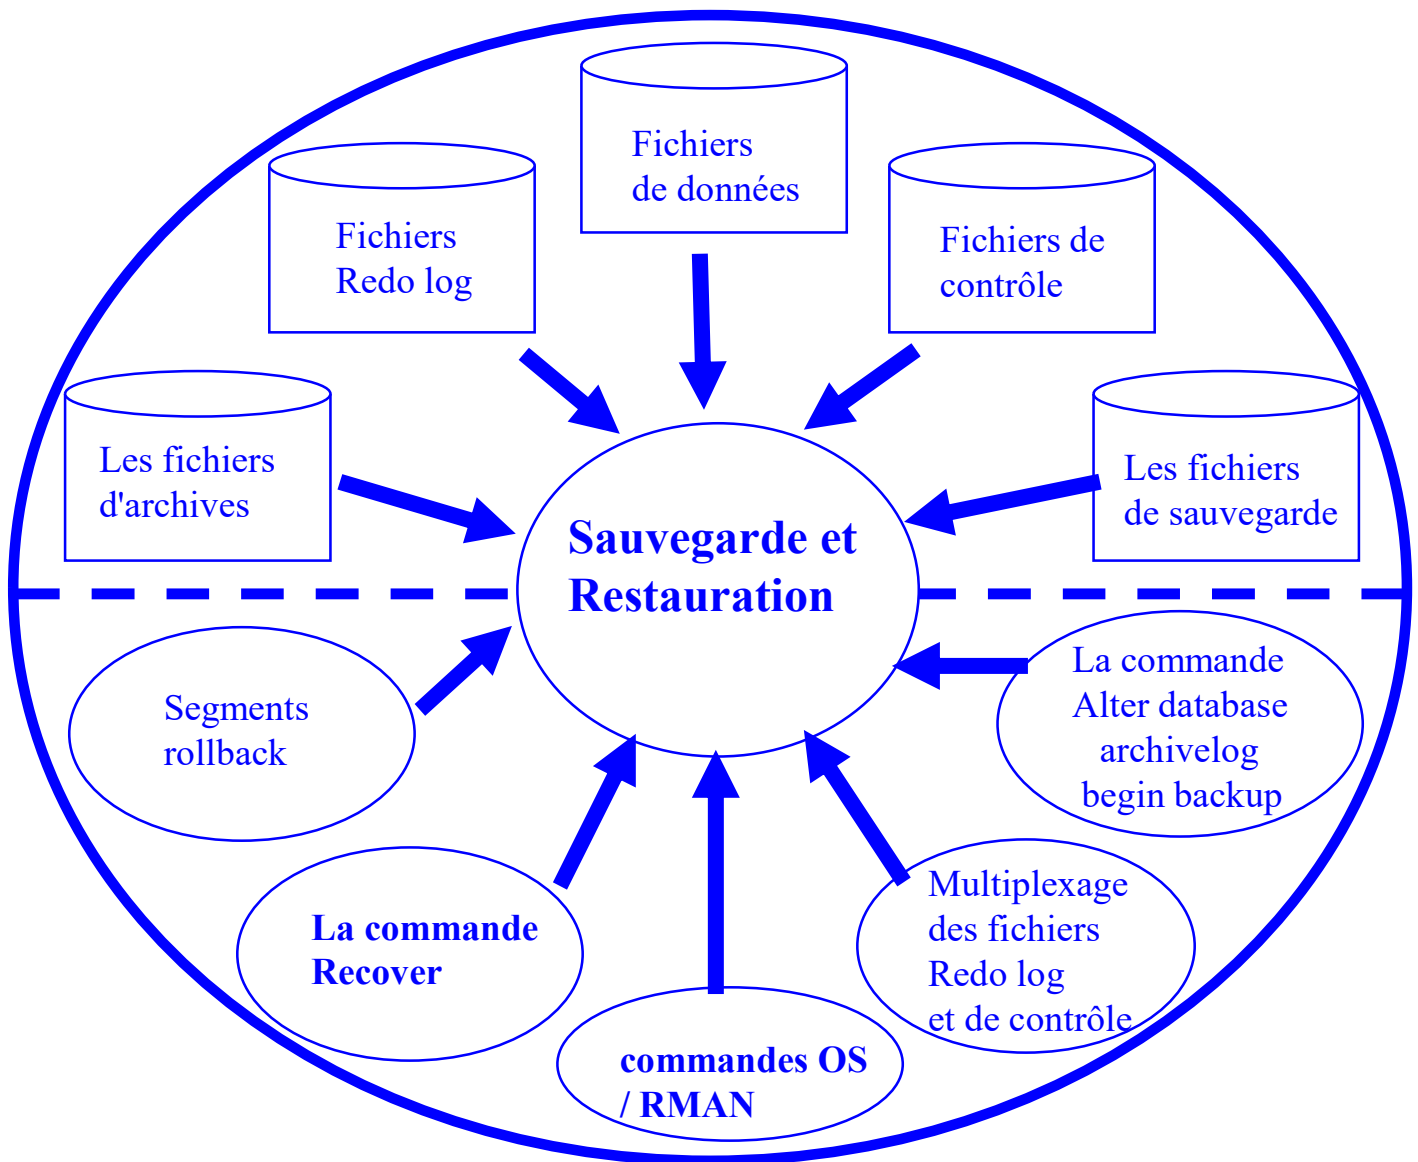 Fichiers
de données
Fichiers
Redo log
Fichiers de
contrôle
Les fichiers
d'archives
Les fichiers
de sauvegarde
Sauvegarde et
Restauration
Segments
rollback
La commande
Alter database
archivelog
begin backup
La commande
Recover
Multiplexage
des fichiers
Redo log
et de contrôle
commandes OS
/ RMAN